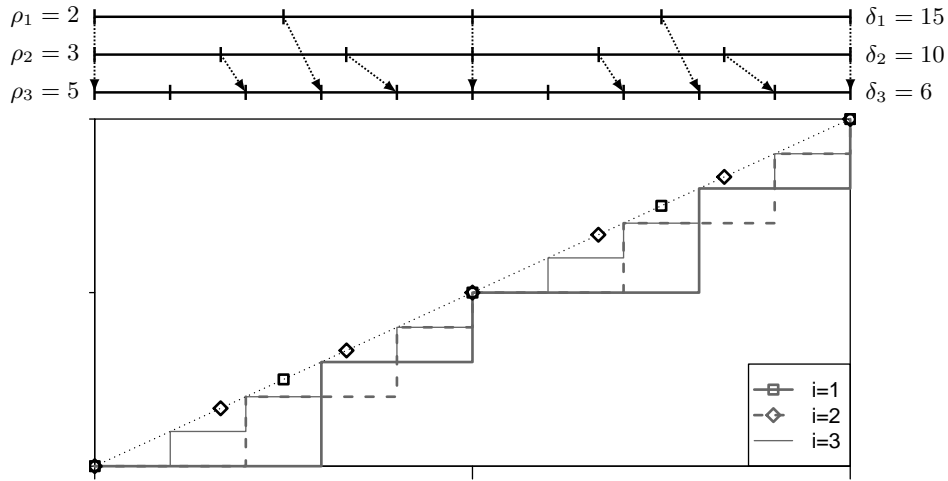 ρ₁ = 2
δ₁ = 15
ρ₂ = 3
δ₂ = 10
ρ₃ = 5
δ₃ = 6
i=1
i=2
i=3